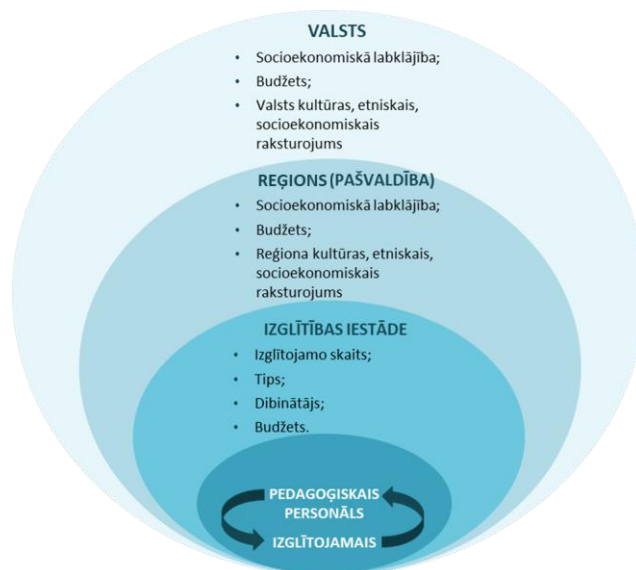 VALSTS
• Socioekonomiskā labklājība;
• Budžets;
• Valsts kultūras, etniskais,
socioekonomiskais
raksturojums
REĢIONS (PAŠVALDĪBA)
• Socioekonomiskā labklājība;
• Budžets;
• Reģiona kultūras, etniskais,
socioekonomiskais
raksturojums
IZGLĪTĪBAS IESTĀDE
• Izglītojamo skaits;
• Tips;
• Dibinātājs;
• Budžets.
PEDAGOĢISKAIS
PERSONĀLS
IZGLĪTOJAMAIS